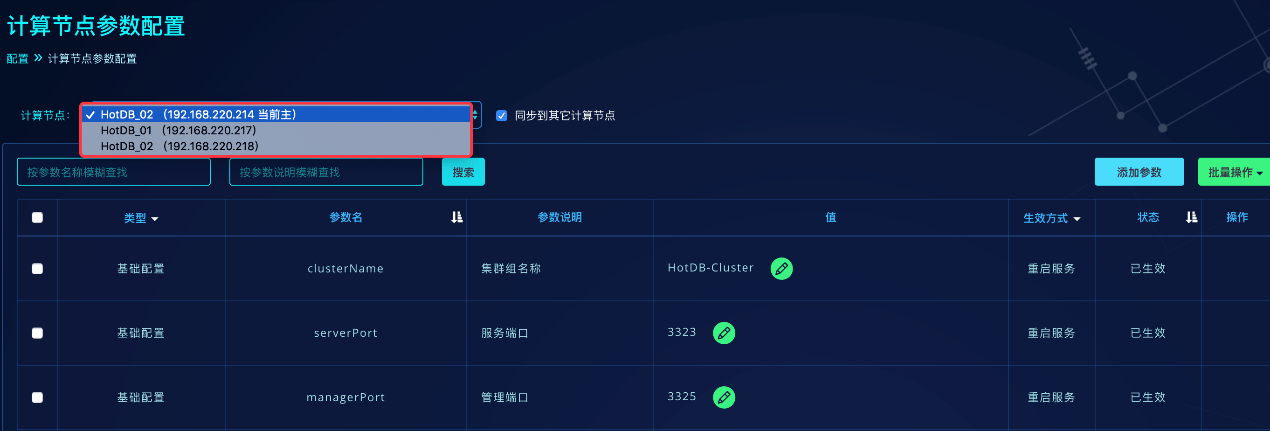 计算节点参数配置
配置 » 计算节点参数配置
计算节点: ✓ HotDB_02 （192.168.220.214 当前主） 同步到其它计算节点
HotDB_01 （192.168.220.217）
HotDB_02 （192.168.220.218）
按参数名称模糊查找 按参数说明模糊查找 搜索 添加参数 批量操作
类型 参数名 参数说明 值 生效方式 状态 操作
基础配置 clusterName 集群组名称 HotDB-Cluster 重启服务 已生效
基础配置 serverPort 服务端口 3323 重启服务 已生效
基础配置 managerPort 管理端口 3325 重启服务 已生效